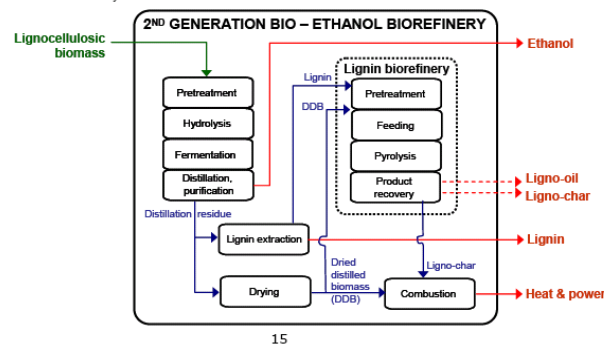 2ND GENERATION BIO – ETHANOL BIOREFINERY
Lignocellulosic
biomass
Ethanol
Lignin biorefinery
Lignin
DDB
Pretreatment
Hydrolysis
Fermentation
Distillation,
purification
Pretreatment
Feeding
Pyrolysis
Product
recovery
Ligno-oil
Ligno-char
Distillation residue
Lignin extraction
Lignin
Dried
distilled
biomass
(DDB)
Ligno-char
Drying
Combustion
Heat & power
15